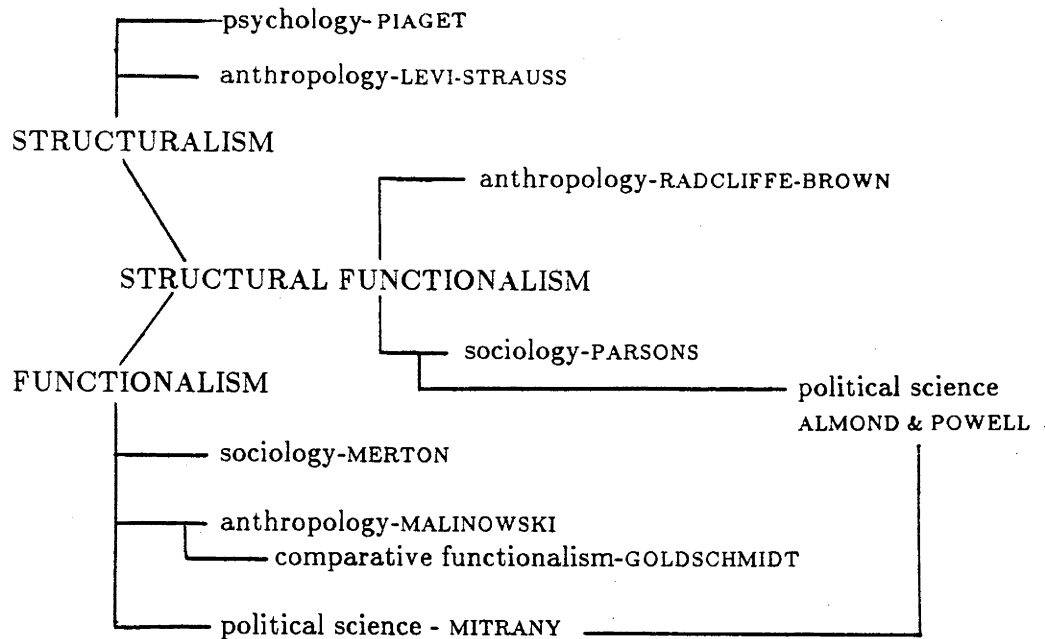 psychology-PIAGET
anthropology-LEVI-STRAUSS
STRUCTURALISM
anthropology-RADCLIFFE-BROWN
STRUCTURAL FUNCTIONALISM
sociology-PARSONS
FUNCTIONALISM
political science
ALMOND & POWELL
sociology-MERTON
anthropology-MALINOWSKI
comparative functionalism-GOLDSCHMIDT
political science - MITRANY